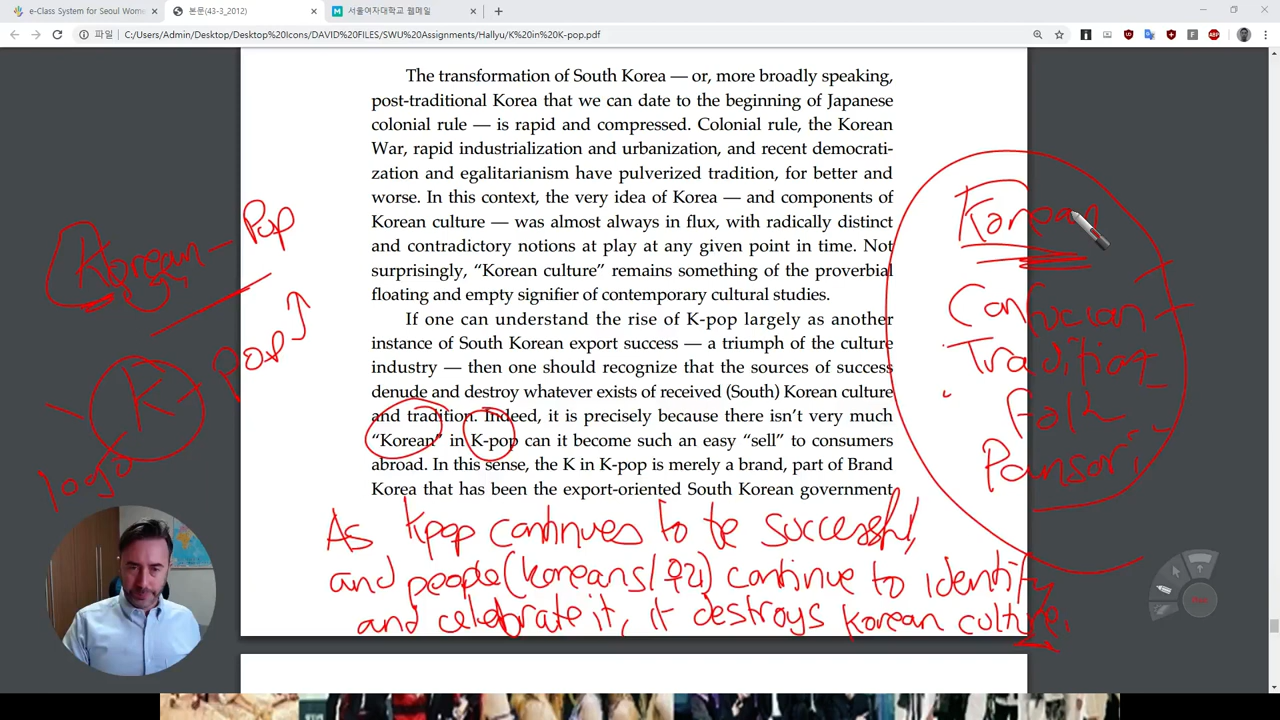 e-Class System for Seoul Wome
본문(43-3_2012)
서울여자대학교 웹메일
파일
C:/Users/Admin/Desktop/Desktop%20Icons/DAVID%20FILES/SWU%20Assignments/Hallyu/K%20in%20K-pop.pdf
The transformation of South Korea — or, more broadly speaking,
post-traditional Korea that we can date to the beginning of Japanese
colonial rule — is rapid and compressed. Colonial rule, the Korean
War, rapid industrialization and urbanization, and recent democrati-
zation and egalitarianism have pulverized tradition, for better and
worse. In this context, the very idea of Korea — and components of
Korean culture — was almost always in flux, with radically distinct
and contradictory notions at play at any given point in time. Not
surprisingly, “Korean culture” remains something of the proverbial
floating and empty signifier of contemporary cultural studies.
If one can understand the rise of K-pop largely as another
instance of South Korean export success — a triumph of the culture
industry — then one should recognize that the sources of success
denude and destroy whatever exists of received (South) Korean culture
and tradition. Indeed, it is precisely because there isn’t very much
“Korean” in K-pop can it become such an easy “sell” to consumers
abroad. In this sense, the K in K-pop is merely a brand, part of Brand
Korea that has been the export-oriented South Korean government
Korean - Pop
K - Pop
logo
Korean
Confucian
Tradition
Folk
Pansori
As Kpop continues to be successful,
and people (koreans/우리) continue to identify
and celebrate it, it destroys korean culture.